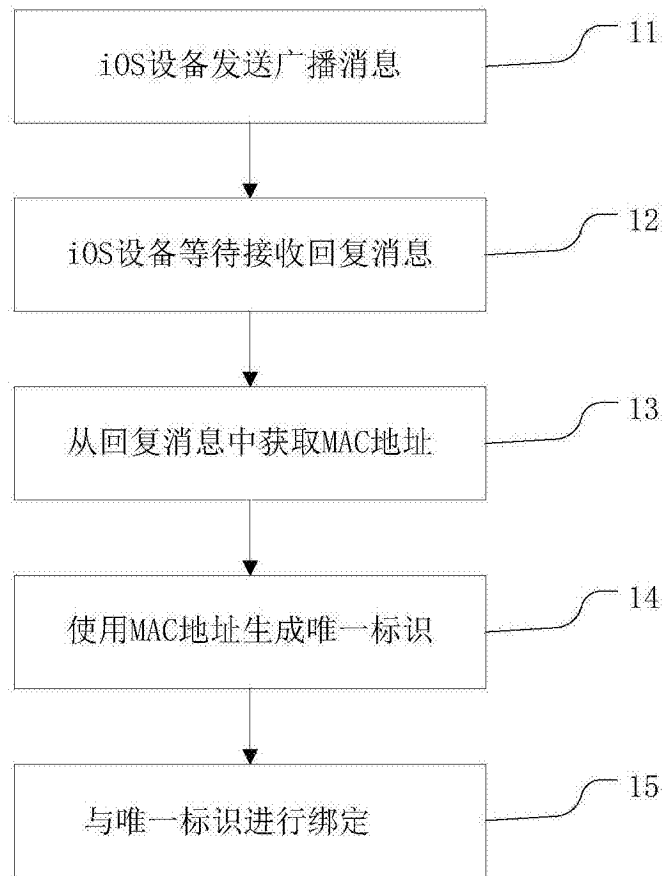 iOS设备发送广播消息
11
iOS设备等待接收回复消息
12
从回复消息中获取MAC地址
13
使用MAC地址生成唯一标识
14
与唯一标识进行绑定
15